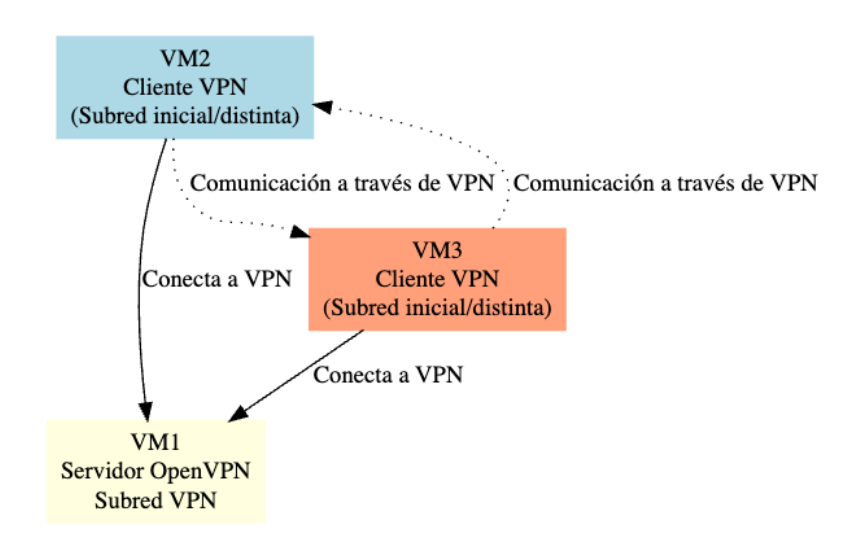 VM2
Cliente VPN
(Subred inicial/distinta)
Comunicación a través de VPN
Comunicación a través de VPN
VM3
Cliente VPN
(Subred inicial/distinta)
Conecta a VPN
Conecta a VPN
VM1
Servidor OpenVPN
Subred VPN